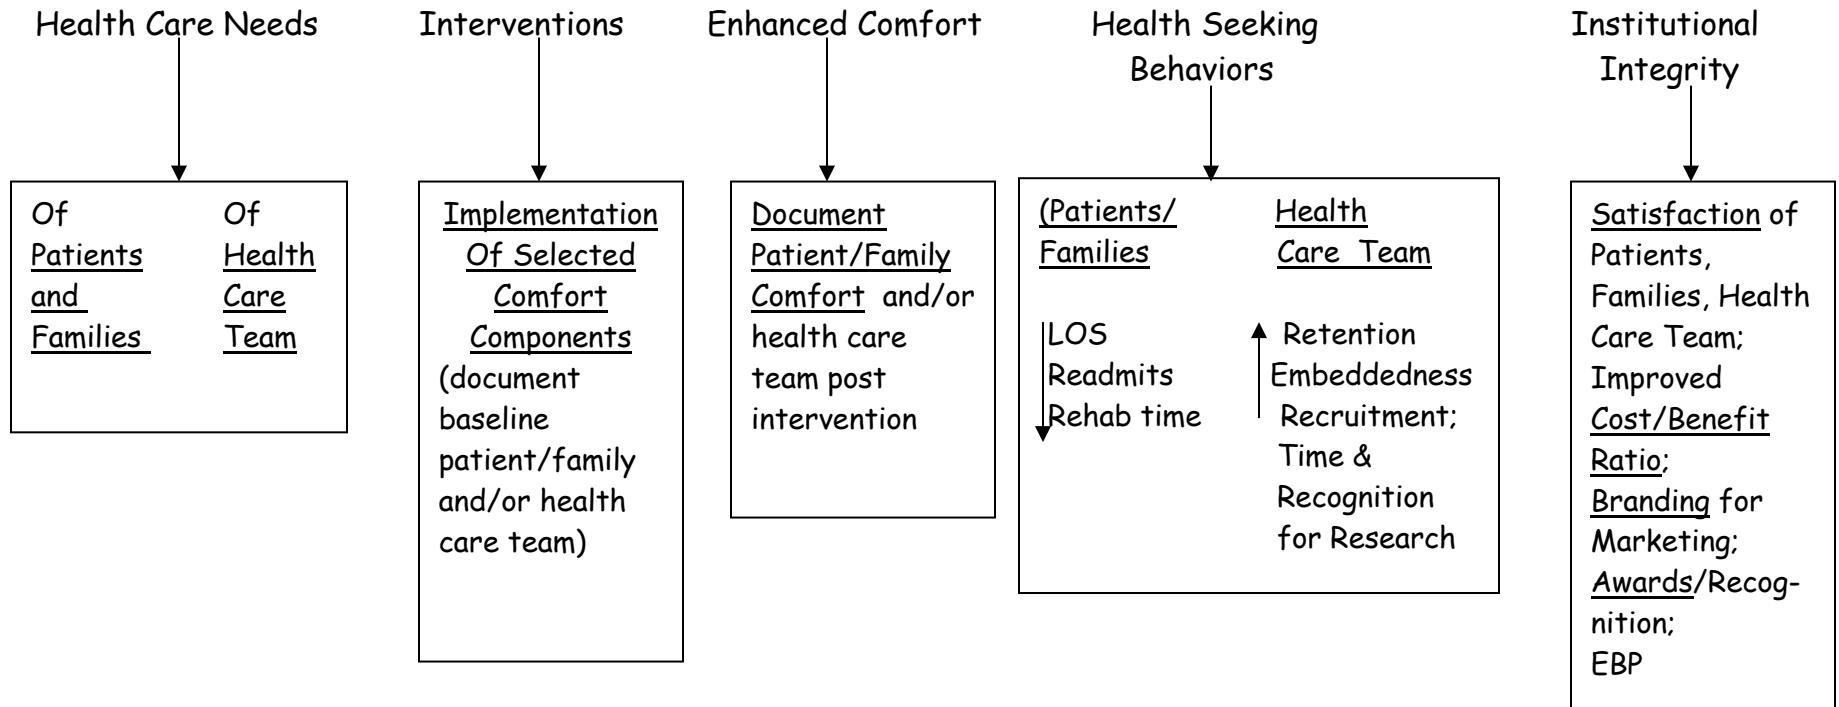 Health Care Needs
Interventions
Enhanced Comfort
Health Seeking
Behaviors
Institutional
Integrity
Of
Patients
and
Families
Of
Health
Care
Team
Implementation
Of Selected
Comfort
Components
(document
baseline
patient/family
and/or health
care team)
Document
Patient/Family
Comfort and/or
health care
team post
intervention
(Patients/
Families
LOS
Readmits
Rehab time
Health
Care Team
Retention
Embeddedness
Recruitment;
Time &
Recognition
for Research
Satisfaction of
Patients,
Families, Health
Care Team;
Improved
Cost/Benefit
Ratio;
Branding for
Marketing;
Awards/Recog-
nition;
EBP